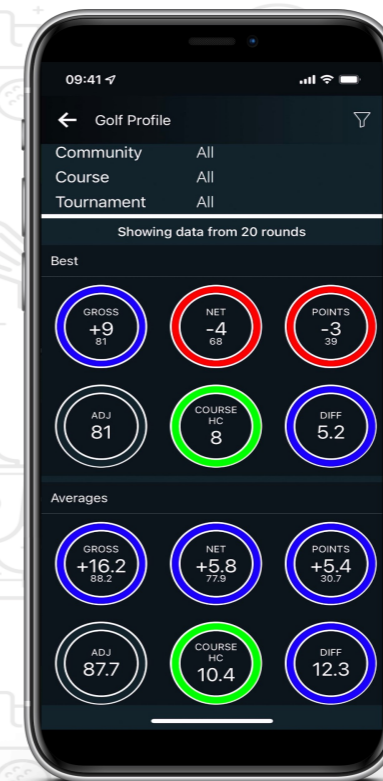 09:41
Golf Profile
Community All
Course All
Tournament All
Showing data from 20 rounds
Best
GROSS
+9
81
NET
-4
68
POINTS
-3
39
ADJ
81
COURSE
HC
8
DIFF
5.2
Averages
GROSS
+16.2
88.2
NET
+5.8
77.9
POINTS
+5.4
30.7
ADJ
87.7
COURSE
HC
10.4
DIFF
12.3